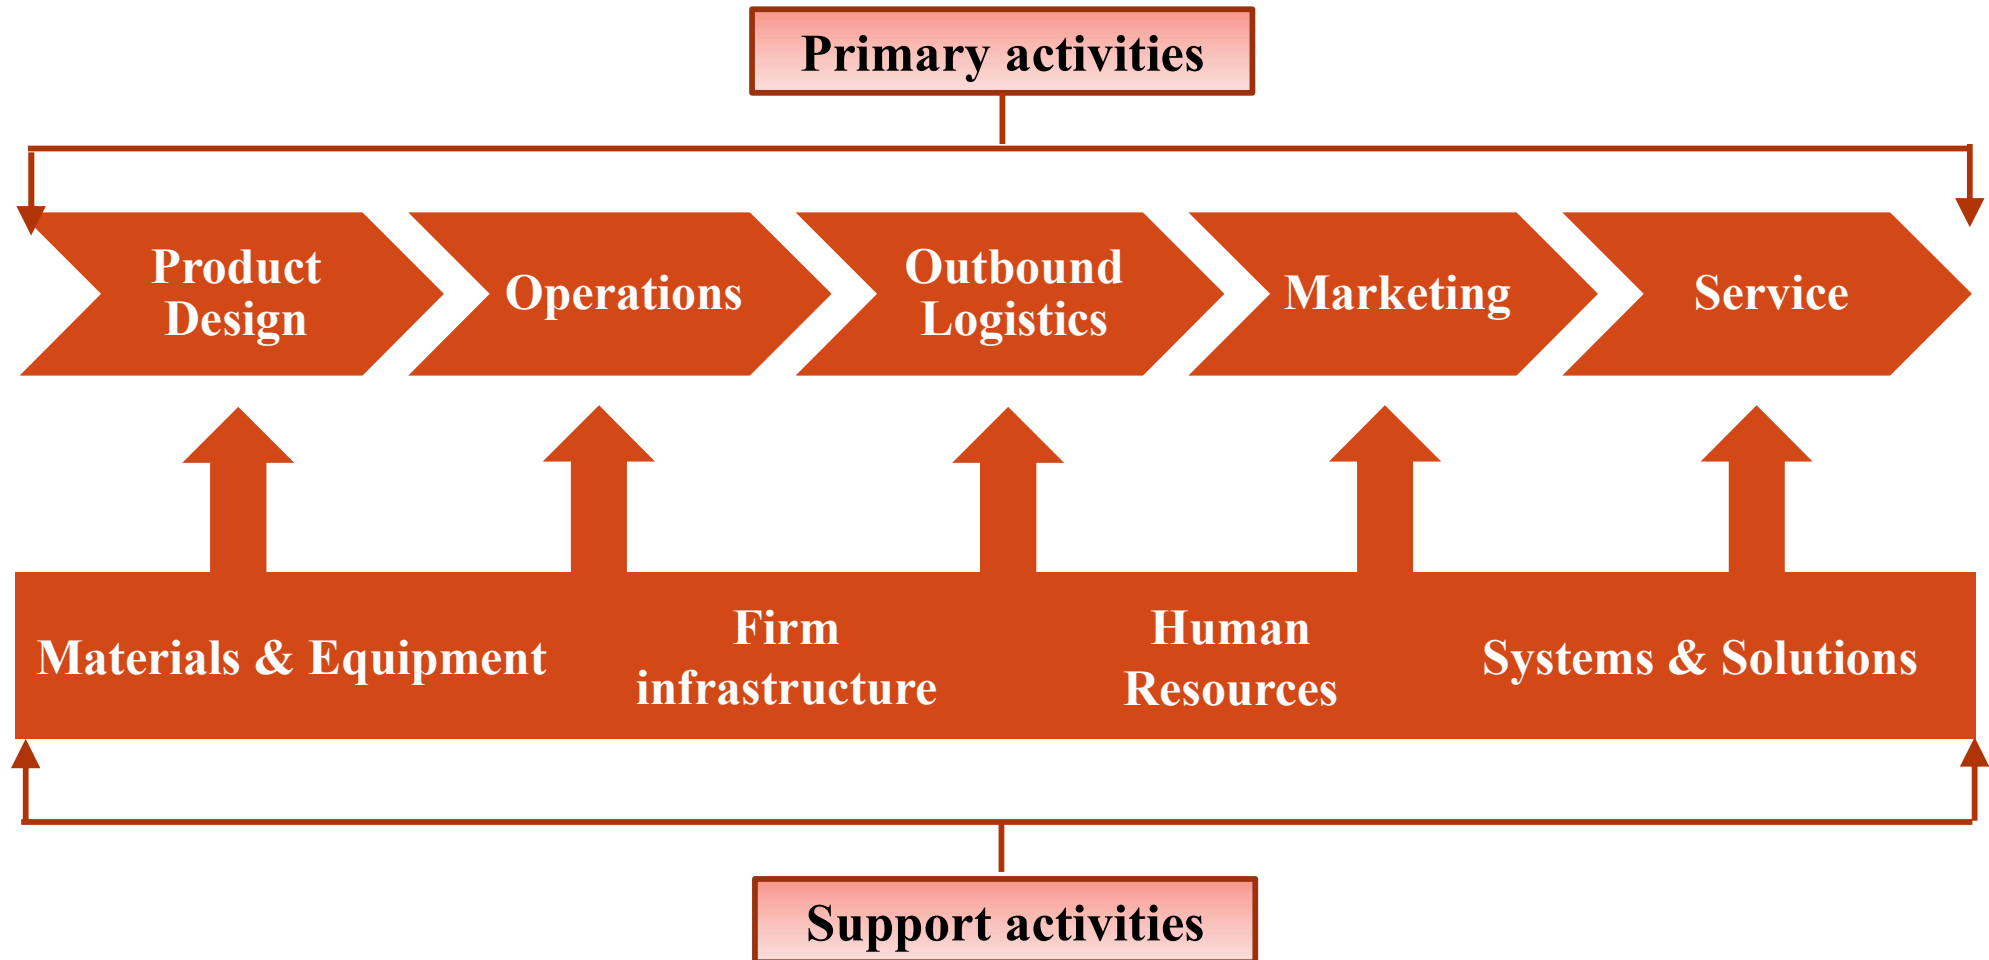 Primary activities
Product
Design
Operations
Outbound
Logistics
Marketing
Service
Materials & Equipment
Firm
infrastructure
Human
Resources
Systems & Solutions
Support activities